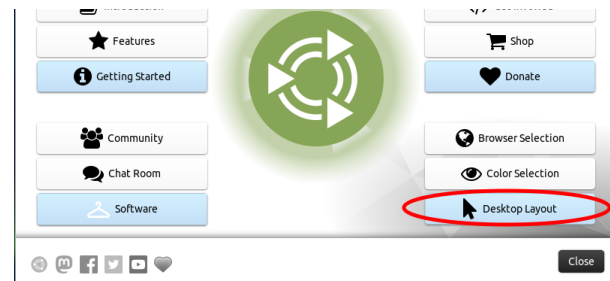 Features
Shop
Getting Started
Donate
Community
Browser Selection
Chat Room
Color Selection
Software
Desktop Layout
Close